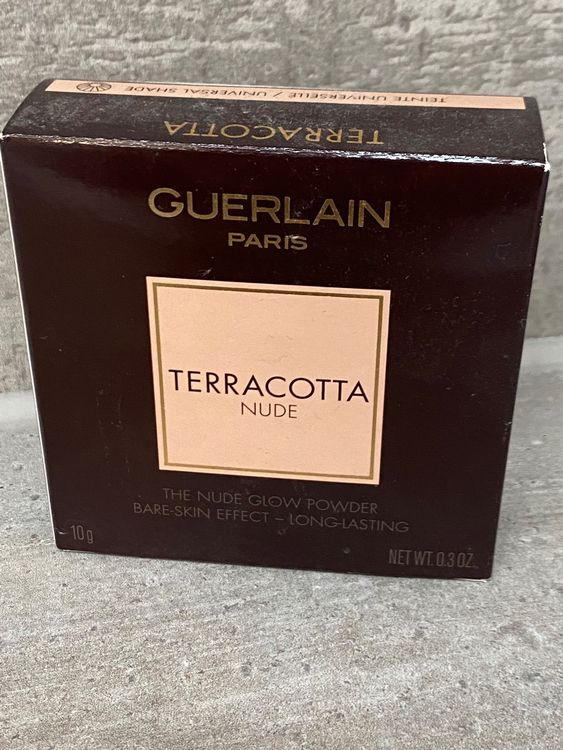 TEINTE UNIVERSELLE / UNIVERSAL SHADE
TERRACOTTA
GUERLAIN
PARIS
TERRACOTTA
NUDE
THE NUDE GLOW POWDER
BARE-SKIN EFFECT – LONG-LASTING
10 g
NET WT. 0.3 OZ.